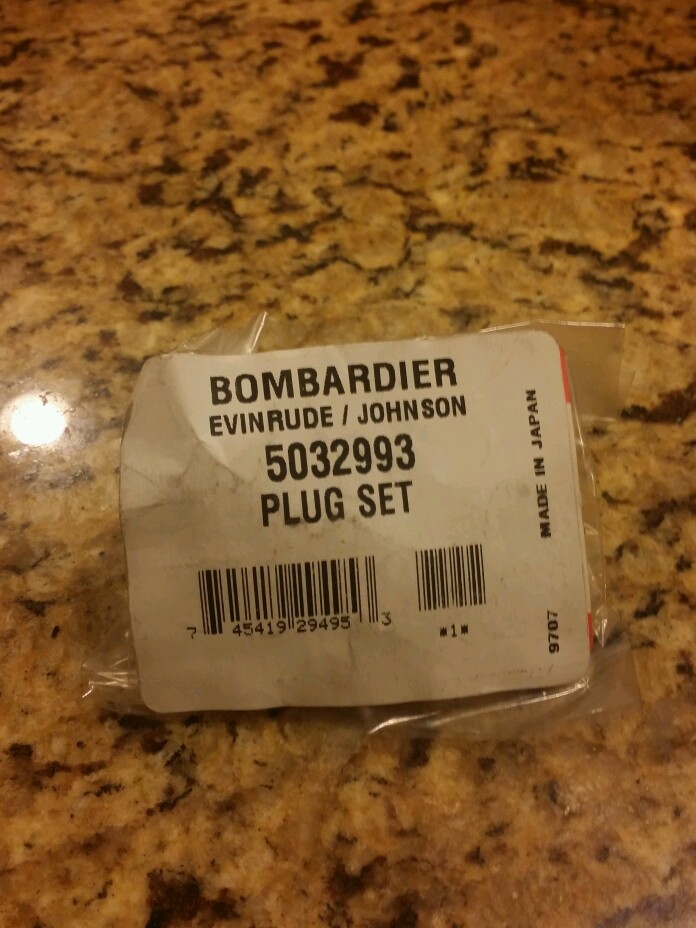 BOMBARDIER
EVINRUDE / JOHNSON
5032993
PLUG SET
7 45419 29495 3
*1*
MADE IN JAPAN
9707